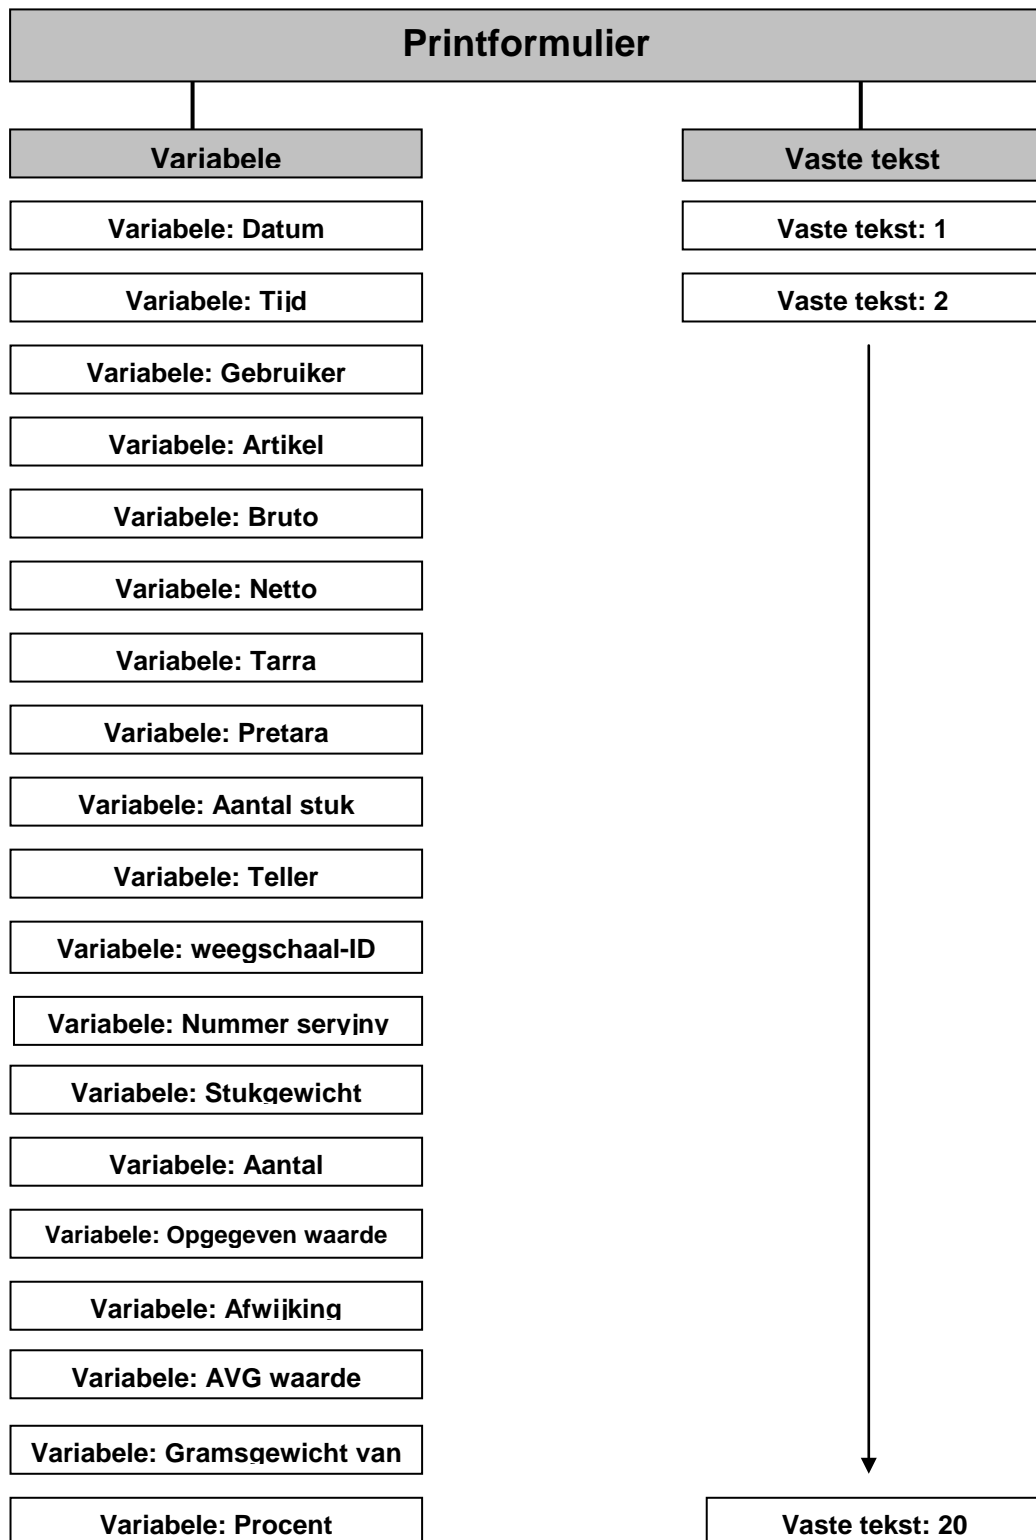 Printformulier
Variabele
Vaste tekst
Variabele: Datum
Vaste tekst: 1
Variabele: Tijd
Vaste tekst: 2
Variabele: Gebruiker
Variabele: Artikel
Variabele: Bruto
Variabele: Netto
Variabele: Tarra
Variabele: Pretara
Variabele: Aantal stuk
Variabele: Teller
Variabele: weegschaal-ID
Variabele: Nummer seryjny
Variabele: Stukgewicht
Variabele: Aantal
Variabele: Opgegeven waarde
Variabele: Afwijking
Variabele: AVG waarde
Variabele: Gramsgewicht van
Variabele: Procent
Vaste tekst: 20